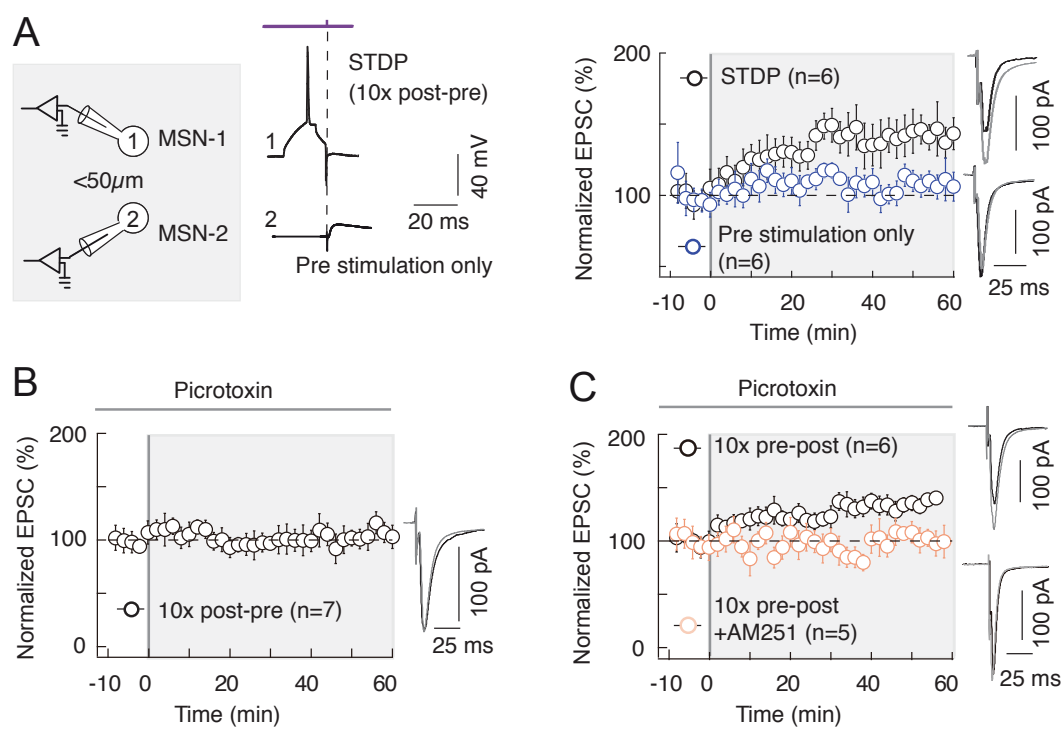 A
1
MSN-1
<50µm
2
MSN-2
STDP
(10x post-pre)
1
40 mV
20 ms
2
Pre stimulation only
Normalized EPSC (%)
200
100
STDP (n=6)
Pre stimulation only
(n=6)
-10 0 20 40 60
Time (min)
100 pA
100 pA
25 ms
B
Picrotoxin
Normalized EPSC (%)
200
100
0
10x post-pre (n=7)
-10 0 20 40 60
Time (min)
100 pA
25 ms
C
Picrotoxin
Normalized EPSC (%)
200
100
0
10x pre-post (n=6)
10x pre-post
+AM251 (n=5)
-10 0 20 40 60
Time (min)
100 pA
100 pA
25 ms